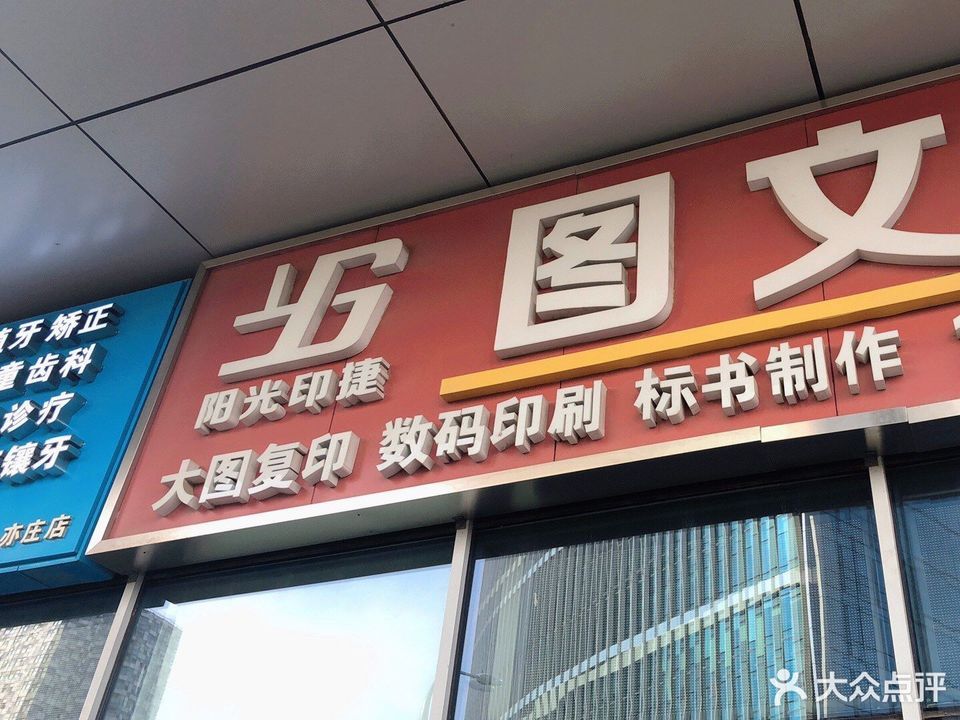 牙 矫正
童齿科
诊疗
镶牙
亦庄店
图文
阳光印捷
大图复印 数码印刷 标书制作
大众点评